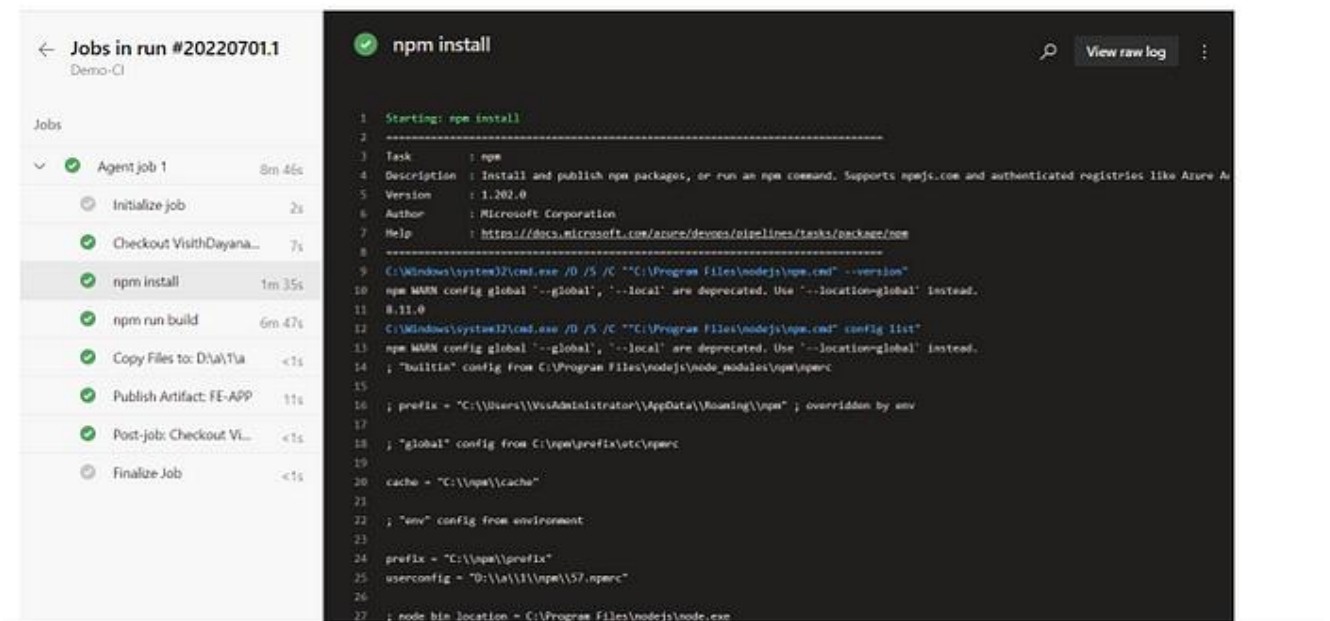 Jobs in run #20220701.1
Demo-CI
Jobs
Agent job 1 8m 46s
Initialize job 2s
Checkout VisithDayana... 7s
npm install 1m 35s
npm run build 6m 47s
Copy Files to: D:\a\1\a <1s
Publish Artifact: FE-APP 11s
Post-job: Checkout Vi... <1s
Finalize Job <1s
npm install
View raw log
1 Starting: npm install
2 ==============================================================================
3 Task : npm
4 Description : Install and publish npm packages, or run an npm command. Supports npmjs.com and authenticated registries like Azure A
5 Version : 1.202.0
6 Author : Microsoft Corporation
7 Help : https://docs.microsoft.com/azure/devops/pipelines/tasks/package/npm
8 ==============================================================================
9 C:\Windows\system32\cmd.exe /D /S /C ""C:\Program Files\nodejs\npm.cmd" --version"
10 npm WARN config global `--global`, `--local` are deprecated. Use `--location=global` instead.
11 8.11.0
12 C:\Windows\system32\cmd.exe /D /S /C ""C:\Program Files\nodejs\npm.cmd" config list"
13 npm WARN config global `--global`, `--local` are deprecated. Use `--location=global` instead.
14 ; "builtin" config from C:\Program Files\nodejs\node_modules\npm\npmrc
15
16 ; prefix = "C:\\Users\\VssAdministrator\\AppData\\Roaming\\npm" ; overridden by env
17
18 ; "global" config from C:\npm\prefix\etc\npmrc
19
20 cache = "C:\\npm\\cache"
21
22 ; "env" config from environment
23
24 prefix = "C:\\npm\\prefix"
25 userconfig = "D:\\a\\1\\npm\\57.npmrc"
26
27 ; node bin location = C:\Program Files\nodejs\node.exe